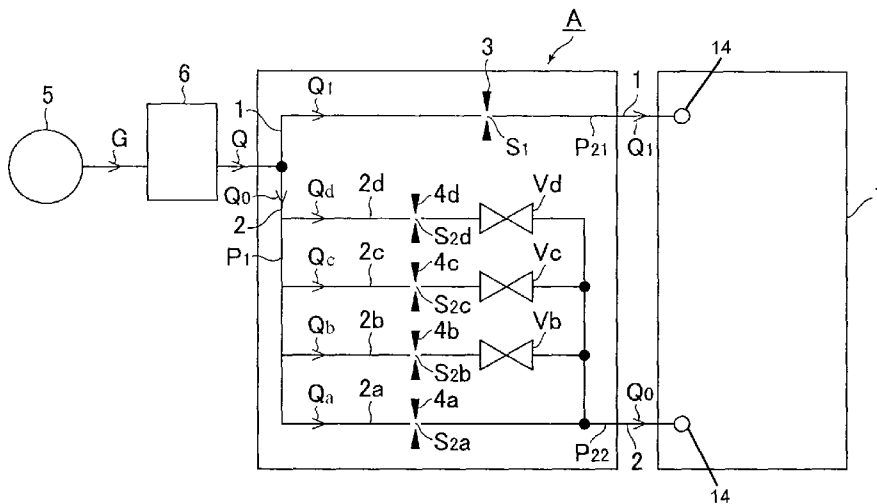 A
3
14
5
6
1
Q1
1
G
Q
S1
P21
Q1
Q0
Qd
2d
4d
Vd
2
S2d
P1
Qc
2c
4c
Vc
S2c
Qb
2b
4b
Vb
S2b
Qa
2a
4a
Q0
S2a
P22
2
14